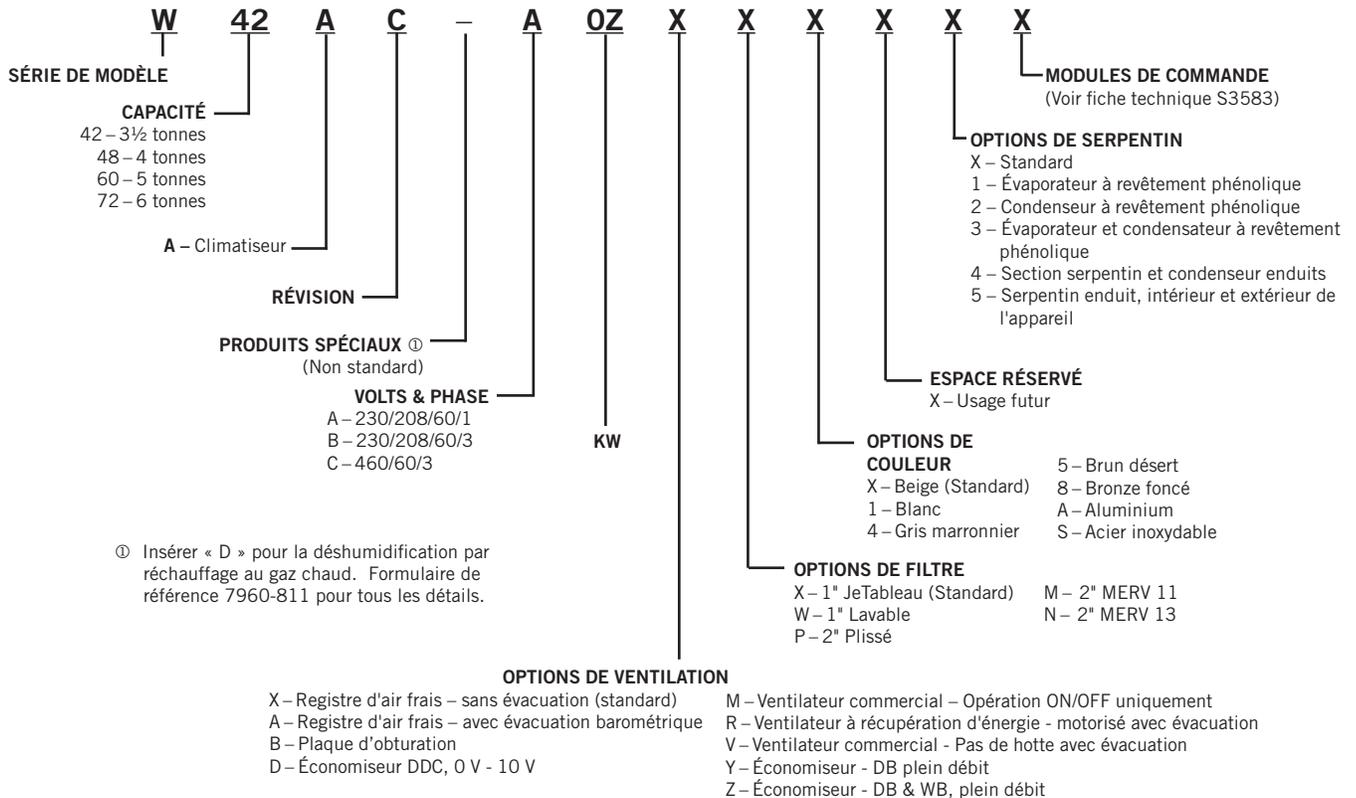 W 42 A C – A 0Z X X X X X X
SÉRIE DE MODÈLE
CAPACITÉ
42 – 3½ tonnes
48 – 4 tonnes
60 – 5 tonnes
72 – 6 tonnes
A – Climatiseur
RÉVISION
PRODUITS SPÉCIAUX ①
(Non standard)
VOLTS & PHASE
A – 230/208/60/1
B – 230/208/60/3
C – 460/60/3
KW
MODULES DE COMMANDE
(Voir fiche technique S3583)
OPTIONS DE SERPENTIN
X – Standard
1 – Évaporateur à revêtement phénolique
2 – Condenseur à revêtement phénolique
3 – Évaporateur et condensateur à revêtement
phénolique
4 – Section serpentin et condenseur enduits
5 – Serpentin enduit, intérieur et extérieur de
l'appareil
ESPACE RÉSERVÉ
X – Usage futur
OPTIONS DE
COULEUR
X – Beige (Standard)
1 – Blanc
4 – Gris marronnier
5 – Brun désert
8 – Bronze foncé
A – Aluminium
S – Acier inoxydable
① Insérer « D » pour la déshumidification par
réchauffage au gaz chaud. Formulaire de
référence 7960-811 pour tous les détails.
OPTIONS DE FILTRE
X – 1" JeTableau (Standard)
W – 1" Lavable
P – 2" Plissé
M – 2" MERV 11
N – 2" MERV 13
OPTIONS DE VENTILATION
X – Registre d'air frais – sans évacuation (standard)
A – Registre d'air frais – avec évacuation barométrique
B – Plaque d’obturation
D – Économiseur DDC, 0 V - 10 V
M – Ventilateur commercial – Opération ON/OFF uniquement
R – Ventilateur à récupération d'énergie - motorisé avec évacuation
V – Ventilateur commercial - Pas de hotte avec évacuation
Y – Économiseur - DB plein débit
Z – Économiseur - DB & WB, plein débit